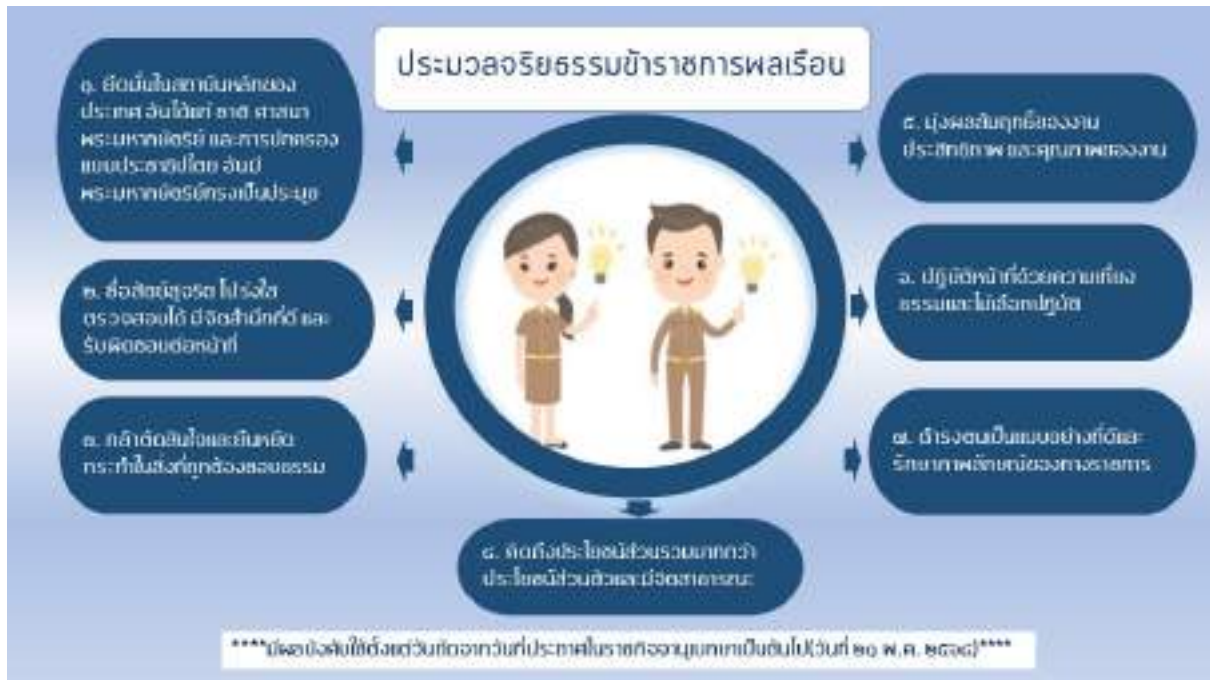 ประมวลจริยธรรมข้าราชการพลเรือน
๑. ยึดมั่นในสถาบันหลักของ
ประเทศ อันได้แก่ ชาติ ศาสนา
พระมหากษัตริย์ และการปกครอง
แบบประชาธิปไตย อันมี
พระมหากษัตริย์ทรงเป็นประมุข
๒. ซื่อสัตย์สุจริต โปร่งใส
ตรวจสอบได้ มีจิตสำนึกที่ดี และ
รับผิดชอบต่อหน้าที่
๓. กล้าตัดสินใจและยืนหยัด
กระทำในสิ่งที่ถูกต้องชอบธรรม
๔. คิดถึงประโยชน์ส่วนรวมมากกว่า
ประโยชน์ส่วนตัวและมีจิตสาธารณะ
๕. มุ่งผลสัมฤทธิ์ของงาน
ประสิทธิภาพ และคุณภาพของงาน
๖. ปฏิบัติหน้าที่ด้วยความเที่ยง
ธรรมและไม่เลือกปฏิบัติ
๗. ดำรงตนเป็นแบบอย่างที่ดีและ
รักษาภาพลักษณ์ของทางราชการ
****มีผลบังคับใช้ตั้งแต่วันถัดจากวันที่ประกาศในราชกิจจานุเบกษาเป็นต้นไป(วันที่ ๒๐ พ.ค. ๒๕๖๔)****